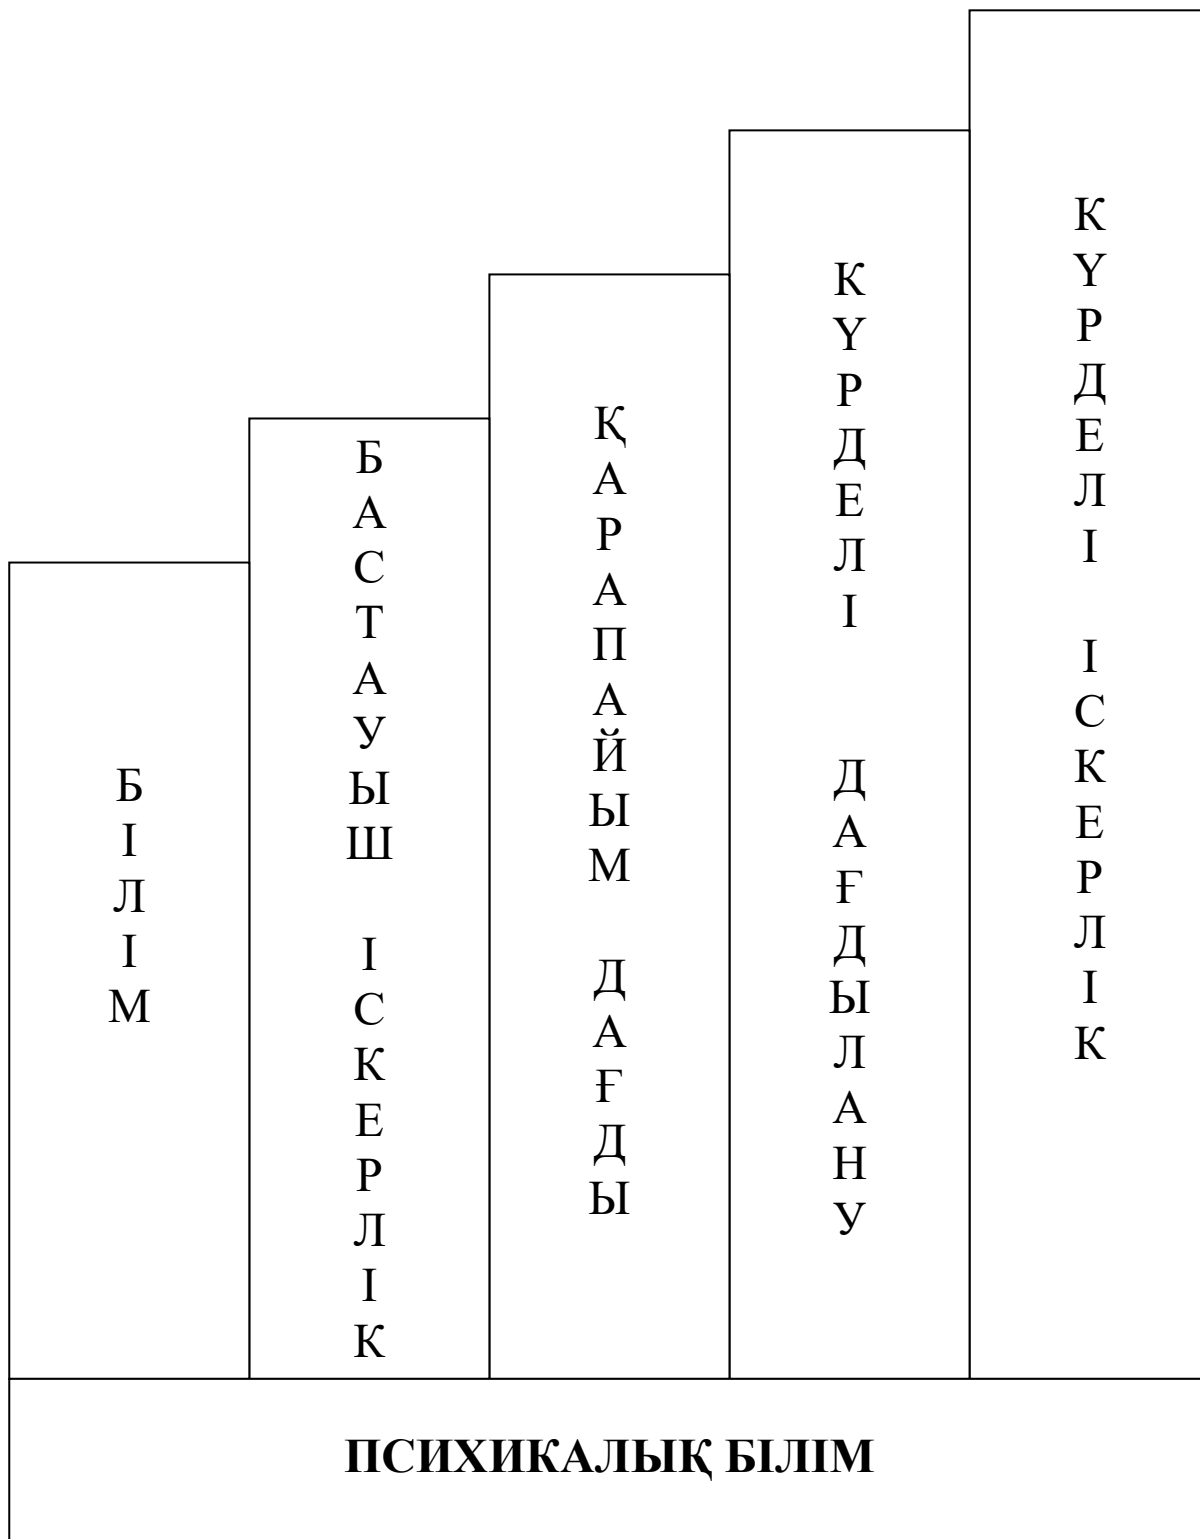 БІЛІМ
БАСТАУЫШ ІСКЕРЛІК
ҚАРАПАЙЫМ ДАҒДЫ
КҮРДЕЛІ ДАҒДЫЛАНУ
КҮРДЕЛІ ІСКЕРЛІК
ПСИХИКАЛЫҚ БІЛІМ